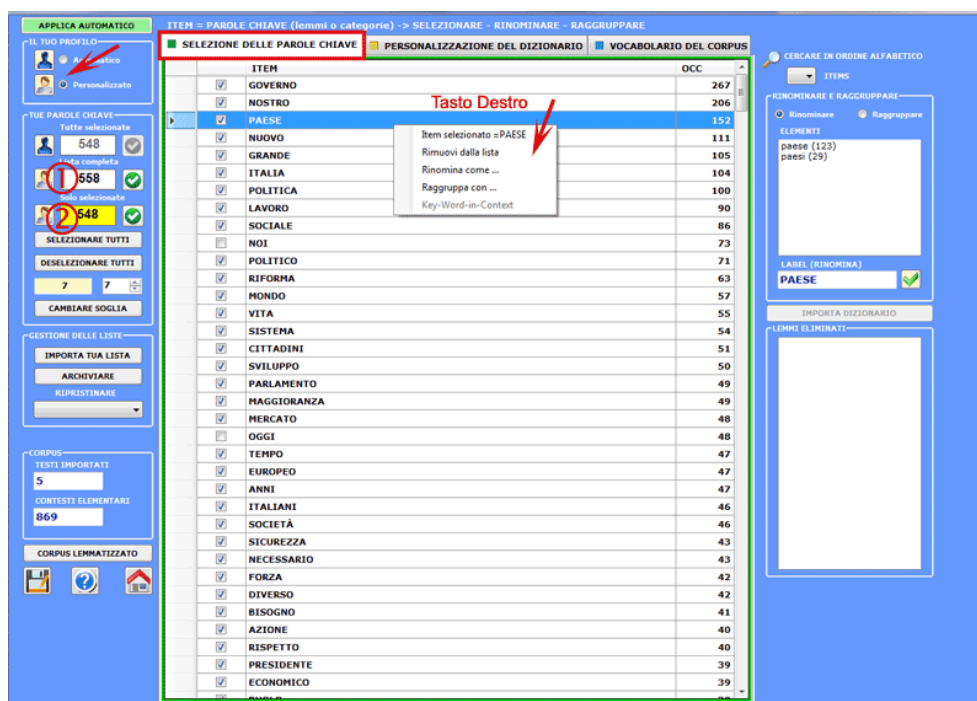 APPLICA AUTOMATICO
ITEM = PAROLE CHIAVE (lemmi o categorie) -> SELEZIONARE - RINOMINARE - RAGGRUPPARE
IL TUO PROFILO
Automatico
Personalizzato
TUE PAROLE CHIAVE
Tutte selezionate
548
Lista completa
1
558
Solo selezionate
2
548
SELEZIONARE TUTTI
DESELEZIONARE TUTTI
7 7
CAMBIARE SOGLIA
GESTIONE DELLE LISTE
IMPORTA TUA LISTA
ARCHIVIARE
RIPRISTINARE
CORPUS
TESTI IMPORTATI
5
CONTESTI ELEMENTARI
869
CORPUS LEMMATIZZATO
SELEZIONE DELLE PAROLE CHIAVE
PERSONALIZZAZIONE DEL DIZIONARIO
VOCABOLARIO DEL CORPUS
ITEM OCC
GOVERNO 267
NOSTRO 206
PAESE 152
NUOVO 111
GRANDE 105
ITALIA 104
POLITICA 100
LAVORO 90
SOCIALE 86
NOI 73
POLITICO 71
RIFORMA 63
MONDO 57
VITA 55
SISTEMA 54
CITTADINI 51
SVILUPPO 50
PARLAMENTO 49
MAGGIORANZA 49
MERCATO 48
OGGI 48
TEMPO 47
EUROPEO 47
ANNI 47
ITALIANI 46
SOCIETÀ 46
SICUREZZA 43
NECESSARIO 43
FORZA 42
DIVERSO 42
BISOGNO 41
AZIONE 40
RISPETTO 40
PRESIDENTE 39
ECONOMICO 39
Tasto Destro
Item selezionato =PAESE
Rimuovi dalla lista
Rinomina come ...
Raggruppa con ...
Key-Word-in-Context
CERCARE IN ORDINE ALFABETICO
ITEMS
RINOMINARE E RAGGRUPPARE
Rinominare
Raggruppare
ELEMENTI
paese (123)
paesi (29)
LABEL (RINOMINA)
PAESE
IMPORTA DIZIONARIO
LEMMI ELIMINATI